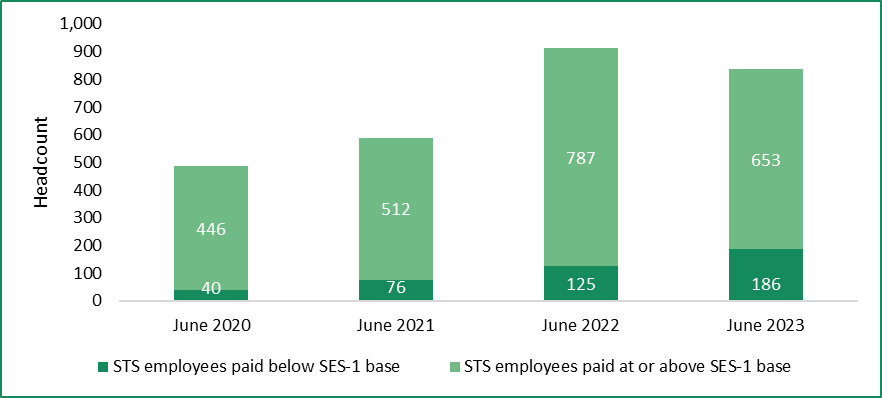 1,000
900
800
700
600
500
400
300
200
100
0
Headcount
446
512
787
653
40
76
125
186
June 2020
June 2021
June 2022
June 2023
STS employees paid below SES-1 base
STS employees paid at or above SES-1 base